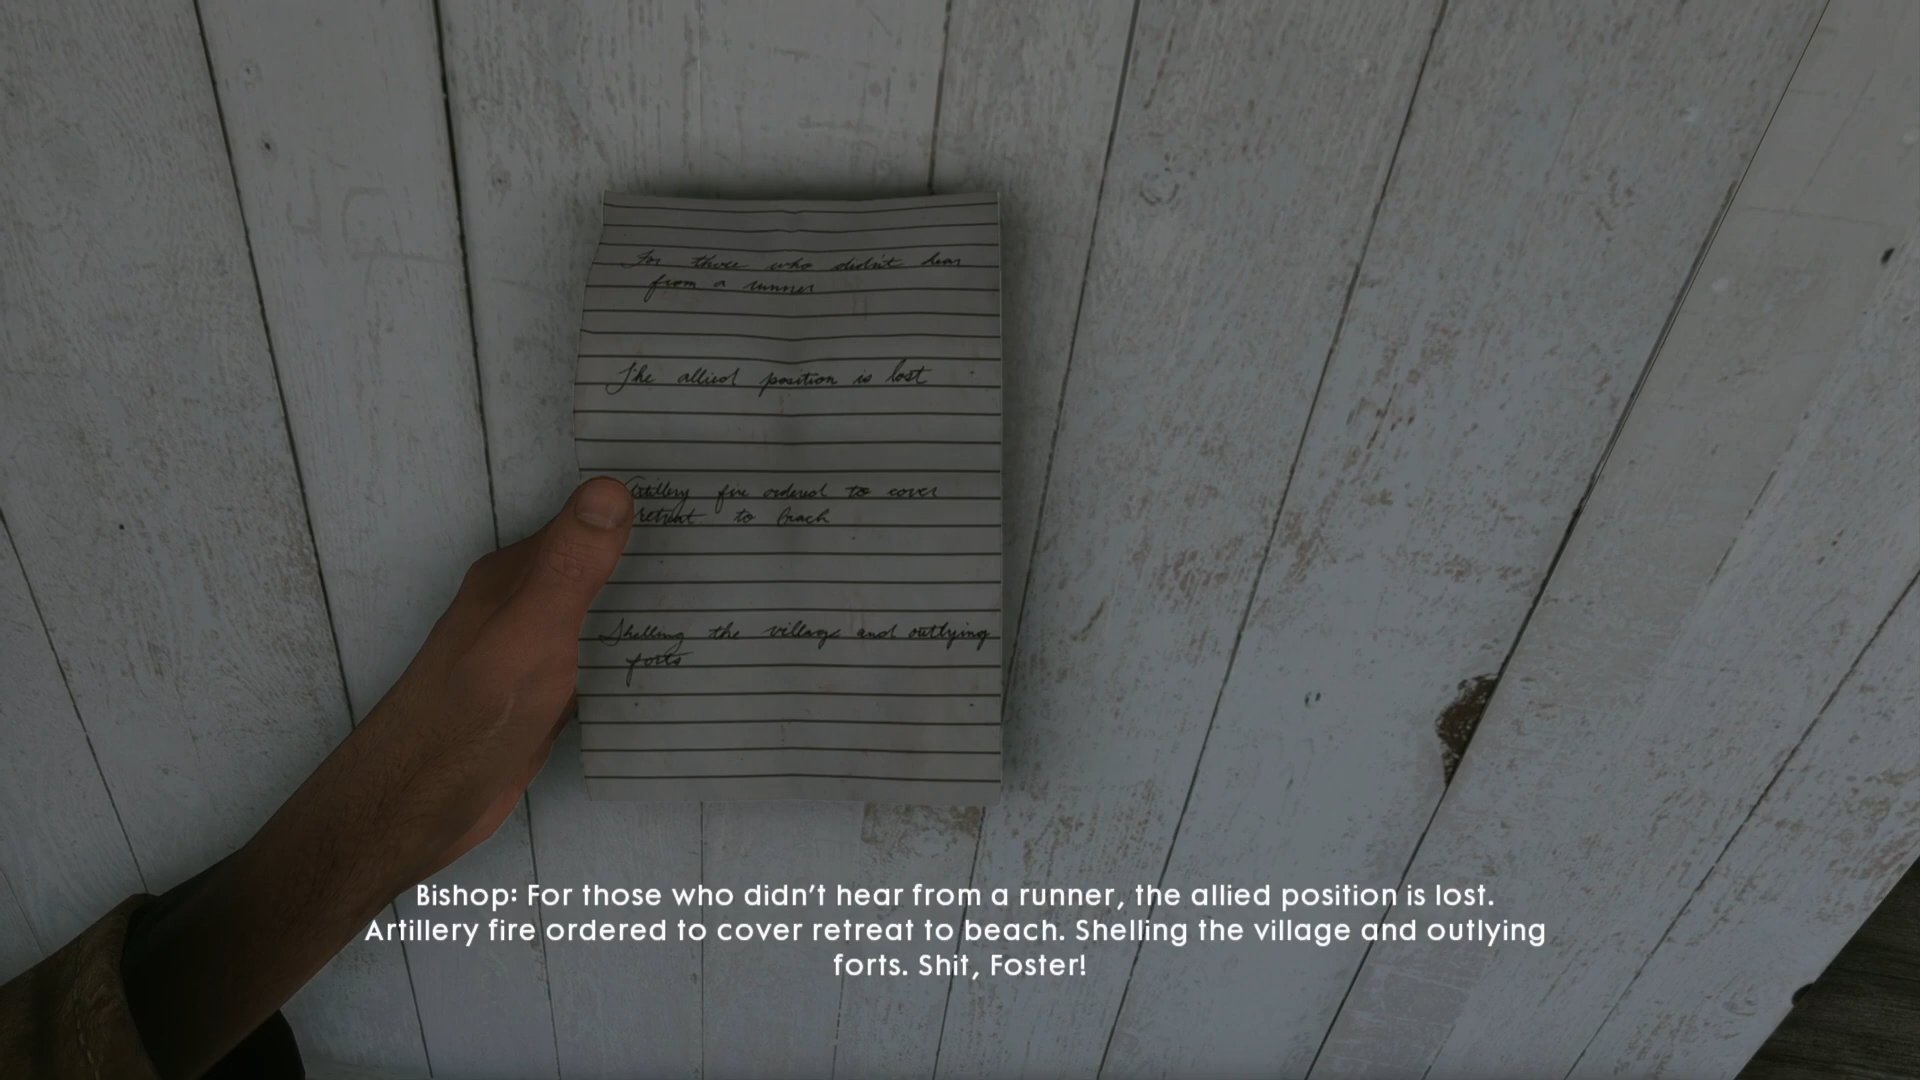 For those who didn't hear
from a runner
The allied position is lost
Artillery fire ordered to cover
retreat to beach
Shelling the village and outlying
forts
Bishop: For those who didn't hear from a runner, the allied position is lost.
Artillery fire ordered to cover retreat to beach. Shelling the village and outlying
forts. Shit, Foster!